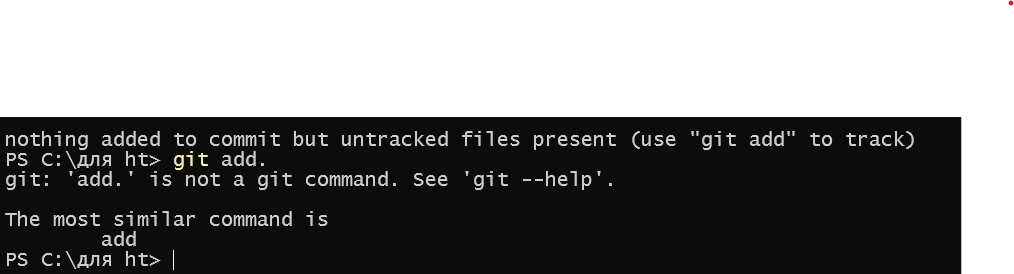 nothing added to commit but untracked files present (use "git add" to track)
PS C:\для ht> git add.
git: 'add.' is not a git command. See 'git --help'.
The most similar command is
add
PS C:\для ht>